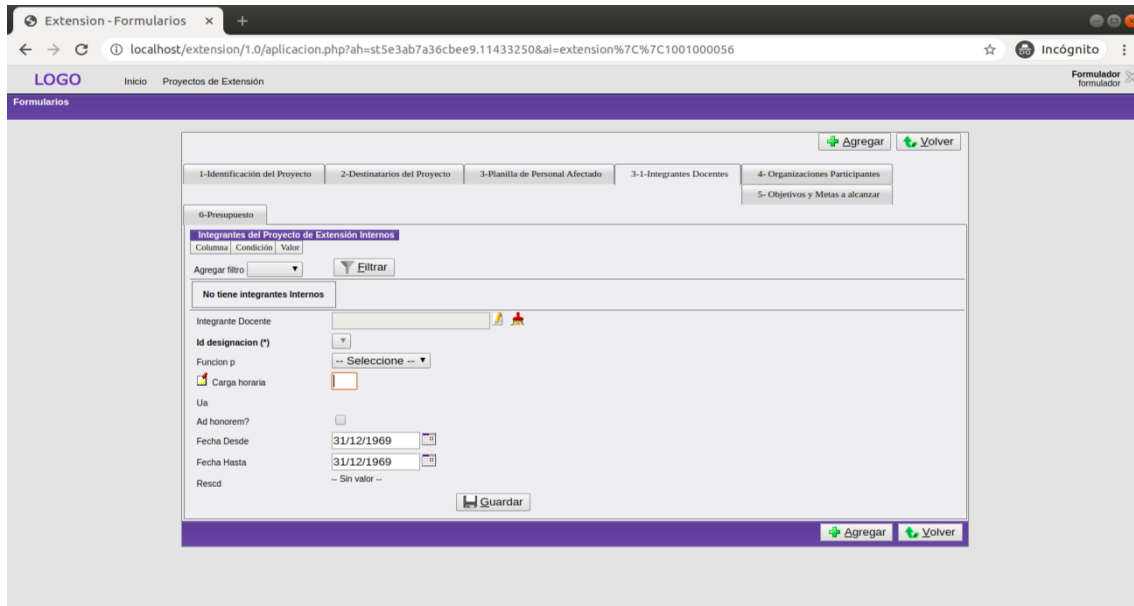 Extension - Formularios
localhost/extension/1.0/aplicacion.php?ah=st5e3ab7a36cbee9.11433250&ai=extension%7C%7C1001000056
Incógnito
LOGO Inicio Proyectos de Extensión
Formulador
formulador
Formularios
Agregar Volver
1-Identificación del Proyecto 2-Destinatarios del Proyecto 3-Planilla de Personal Afectado 3-1-Integrantes Docentes 4- Organizaciones Participantes
5- Objetivos y Metas a alcanzar
6-Presupuesto
Integrantes del Proyecto de Extensión Internos
Columna Condición Valor
Agregar filtro Filtrar
No tiene integrantes Internos
Integrante Docente
Id designacion (*)
Funcion p -- Seleccione --
Carga horaria
Ua
Ad honorem?
Fecha Desde 31/12/1969
Fecha Hasta 31/12/1969
Rescd -- Sin valor --
Guardar
Agregar Volver